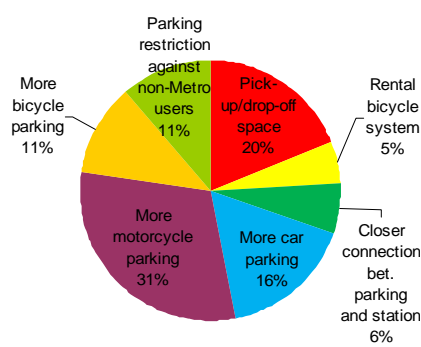 Parking
restriction
against
non-Metro
users
11%
Pick-
up/drop-off
space
20%
Rental
bicycle
system
5%
Closer
connection
bet.
parking
and station
6%
More car
parking
16%
More
motorcycle
parking
31%
More
bicycle
parking
11%